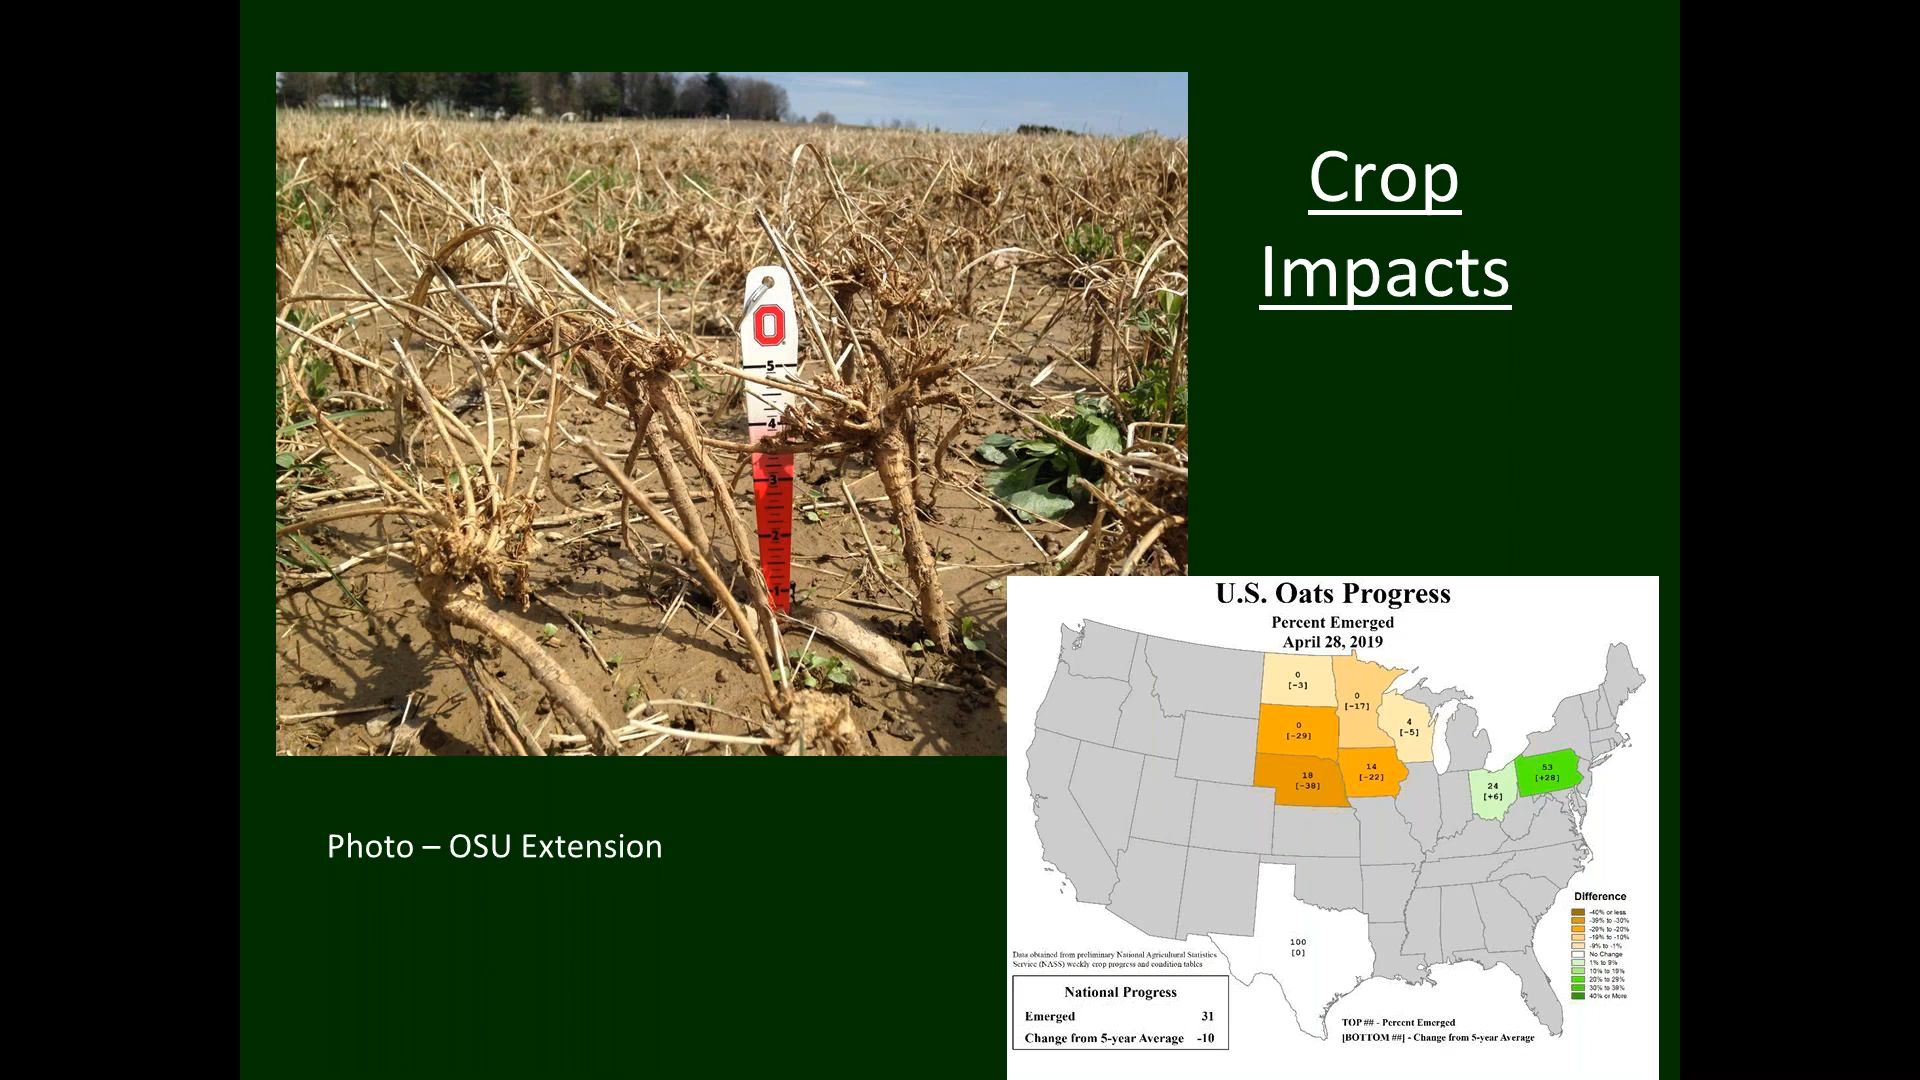 Crop
Impacts
O
5
4
3
2
1
Photo – OSU Extension
U.S. Oats Progress
Percent Emerged
April 28, 2019
0
[-3]
0
[-17]
4
[-5]
0
[-29]
14
[-22]
18
[-38]
53
[+28]
24
[+6]
100
[0]
Difference
-40% or less
-39% to -30%
-29% to -20%
-19% to -10%
-9% to -1%
No Change
1% to 9%
10% to 19%
20% to 29%
30% to 39%
40% or More
Data obtained from preliminary National Agricultural Statistics
Service (NASS) weekly crop progress and condition tables
National Progress
Emerged 31
Change from 5-year Average -10
TOP ## - Percent Emerged
[BOTTOM ##] - Change from 5-year Average